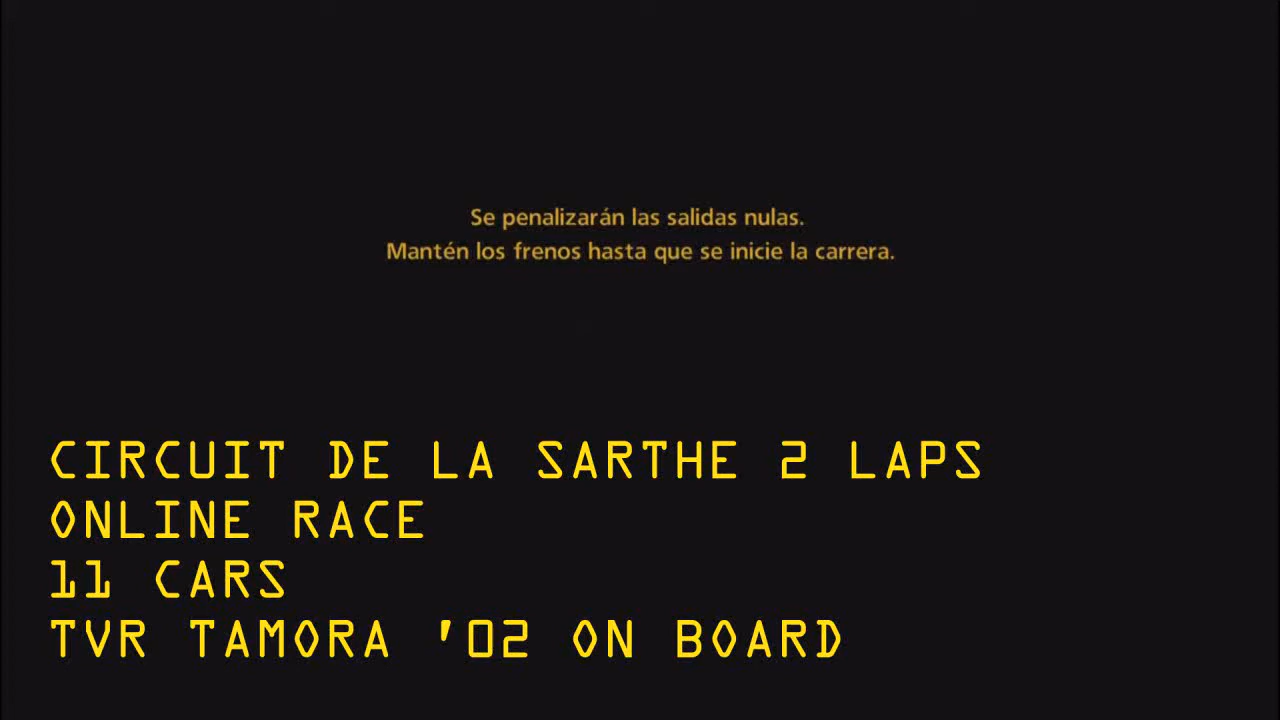 Se penalizarán las salidas nulas.
Mantén los frenos hasta que se inicie la carrera.
CIRCUIT DE LA SARTHE 2 LAPS
ONLINE RACE
11 CARS
TVR TAMORA '02 ON BOARD